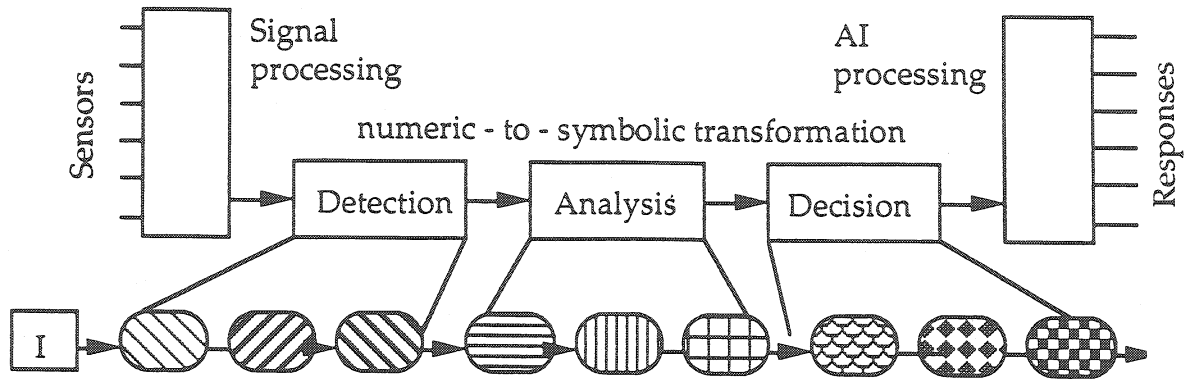 Signal
processing
AI
processing
Sensors
Responses
numeric - to - symbolic transformation
Detection
Analysis
Decision
I